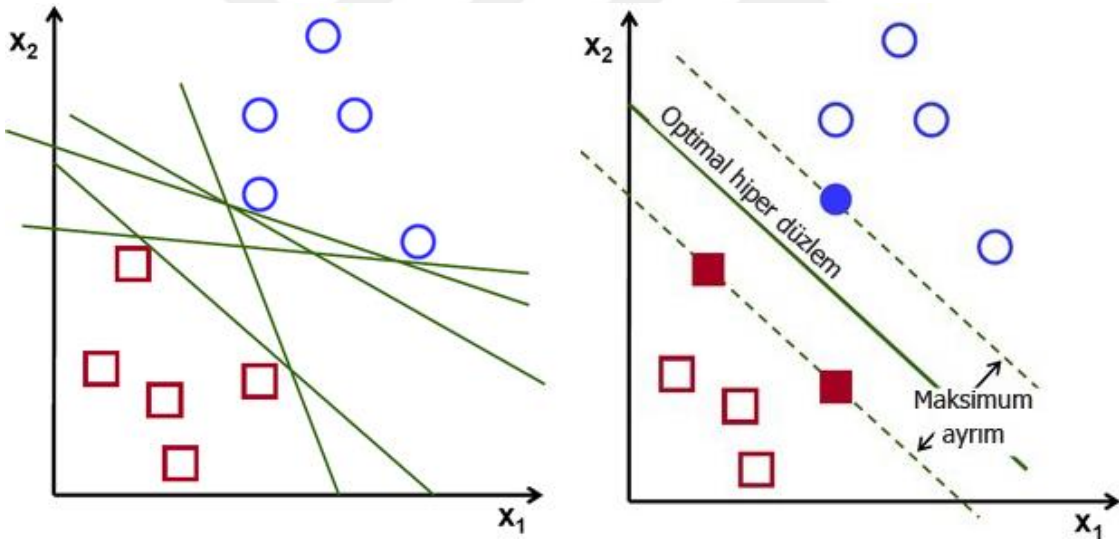 x₂
x₁
x₂
Optimal hiper düzlem
Maksimum
ayrım
x₁